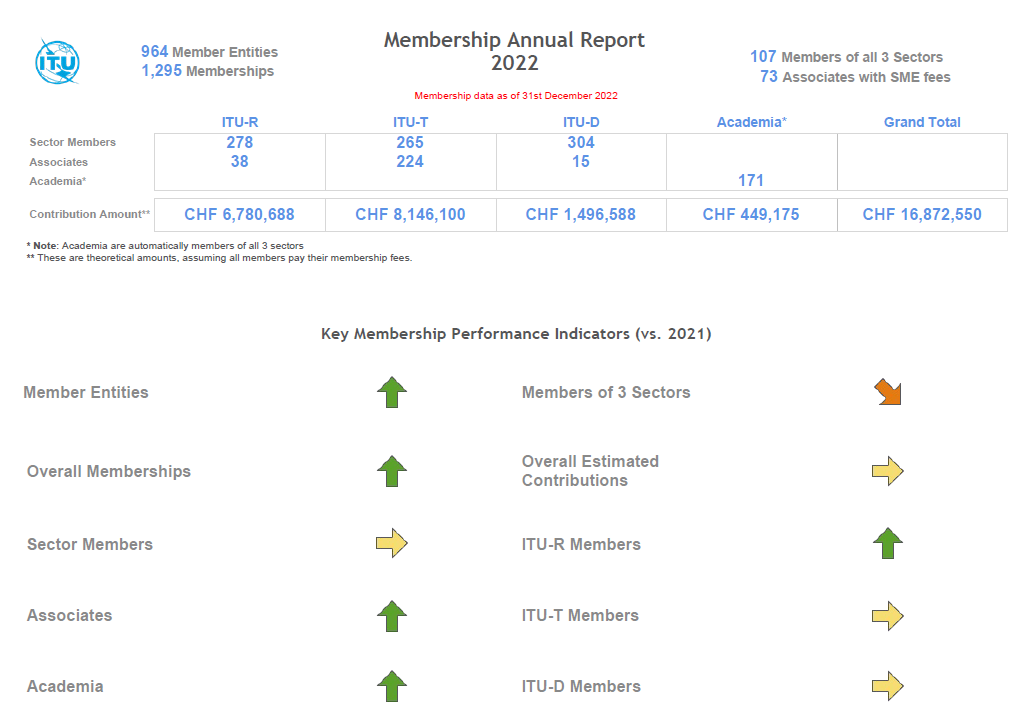 ITU
964 Member Entities
1,295 Memberships
Membership Annual Report
2022
107 Members of all 3 Sectors
73 Associates with SME fees
Membership data as of 31st December 2022
ITU-R ITU-T ITU-D Academia* Grand Total
Sector Members 278 265 304
Associates 38 224 15
Academia* 171
Contribution Amount** CHF 6,780,688 CHF 8,146,100 CHF 1,496,588 CHF 449,175 CHF 16,872,550
* Note: Academia are automatically members of all 3 sectors
** These are theoretical amounts, assuming all members pay their membership fees.
Key Membership Performance Indicators (vs. 2021)
Member Entities
Members of 3 Sectors
Overall Memberships
Overall Estimated
Contributions
Sector Members
ITU-R Members
Associates
ITU-T Members
Academia
ITU-D Members